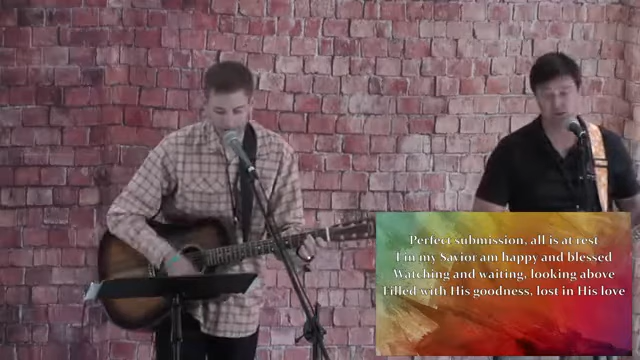 Perfect submission, all is at rest
I in my Savior am happy and blessed
Watching and waiting, looking above
Filled with His goodness, lost in His love